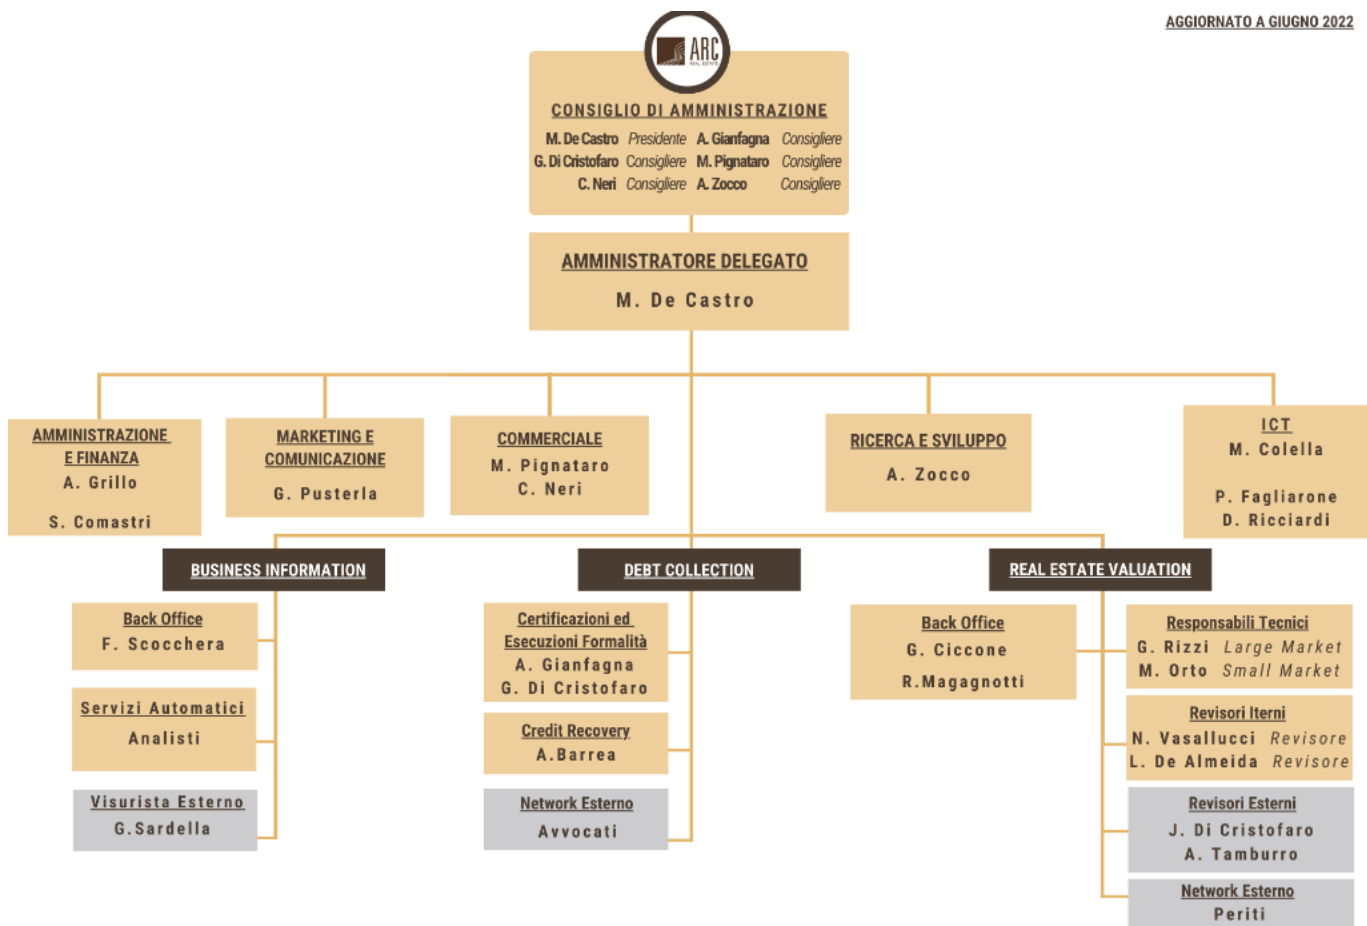 AGGIORNATO A GIUGNO 2022
ARC
REAL ESTATE
CONSIGLIO DI AMMINISTRAZIONE
M. De Castro Presidente A. Gianfagna Consigliere
G. Di Cristofaro Consigliere M. Pignataro Consigliere
C. Neri Consigliere A. Zocco Consigliere
AMMINISTRATORE DELEGATO
M. De Castro
AMMINISTRAZIONE
E FINANZA
A. Grillo
S. Comastri
MARKETING E
COMUNICAZIONE
G. Pusterla
COMMERCIALE
M. Pignataro
C. Neri
RICERCA E SVILUPPO
A. Zocco
ICT
M. Colella
P. Fagliarone
D. Ricciardi
BUSINESS INFORMATION
Back Office
F. Scocchera
Servizi Automatici
Analisti
Visurista Esterno
G.Sardella
DEBT COLLECTION
Certificazioni ed
Esecuzioni Formalità
A. Gianfagna
G. Di Cristofaro
Credit Recovery
A.Barrea
Network Esterno
Avvocati
REAL ESTATE VALUATION
Back Office
G. Ciccone
R.Magagnotti
Responsabili Tecnici
G. Rizzi Large Market
M. Orto Small Market
Revisori Iterni
N. Vasallucci Revisore
L. De Almeida Revisore
Revisori Esterni
J. Di Cristofaro
A. Tamburro
Network Esterno
Periti